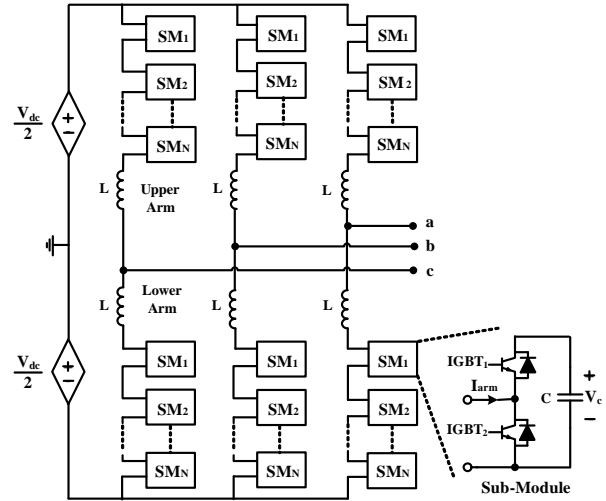 SM1 SM1 SM1
SM2 SM2 SM2
Vdc/2
+
−
SMN SMN SMN
L Upper Arm L L
a
b
c
L Lower Arm L L
Vdc/2
+
−
SM1 SM1 SM1
SM2 SM2 SM2
SMN SMN SMN
IGBT1
Iarm
C
+
Vc
−
IGBT2
Sub-Module